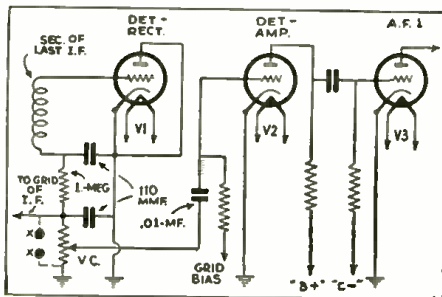 SEC. OF
LAST I.F.
DET-
RECT.
DET-
AMP.
A.F.1
V1
V2
V3
TO GRID
OF
I.F.
1.-MEG
110
MMF.
.01-MF.
X
X
V.C.
GRID
BIAS
"B+"
"C-"